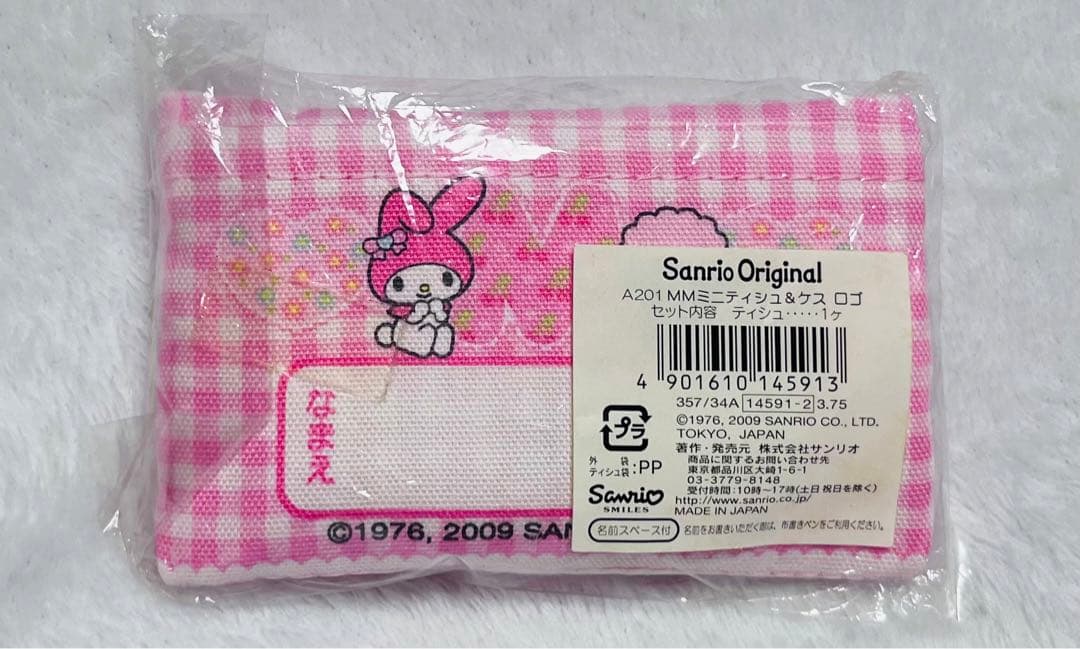 Sanrio Original
A201 MMミニティシュ&ケス ロゴ
セット内容 ティシュ・・・・・1ヶ
4 901610 145913
357/34A 14591-2 3.75
©1976, 2009 SANRIO CO., LTD.
TOKYO, JAPAN
著作・発売元 株式会社サンリオ
商品に関するお問い合わせ先
東京都品川区大崎1-6-1
03-3779-8148
受付時間:10時〜17時(土日祝日を除く)
http://www.sanrio.co.jp/
MADE IN JAPAN
プラ
外袋
ティシュ袋:PP
Sanrio
SMILES
名前スペース付
名前をお書きいただく際は、布書きペンをご利用ください。
なまえ
©1976, 2009 SAN